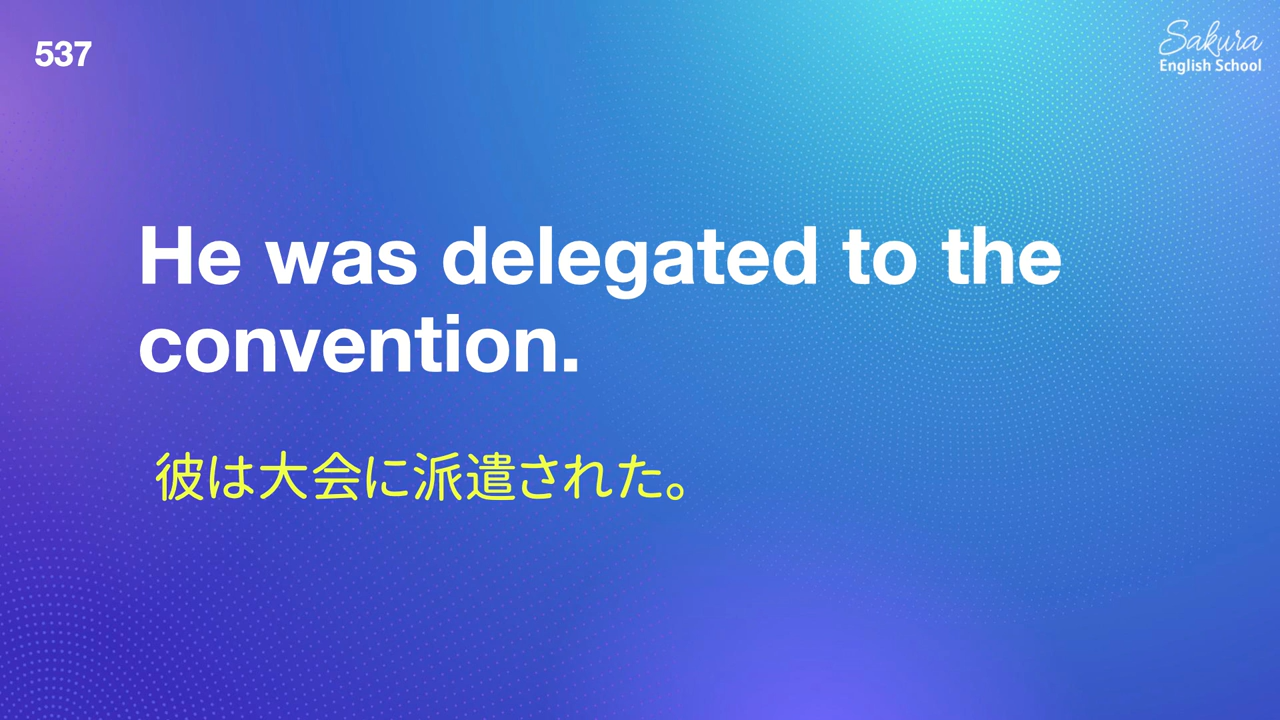 537
Sakura
English School
He was delegated to the
convention.
彼は大会に派遣された。